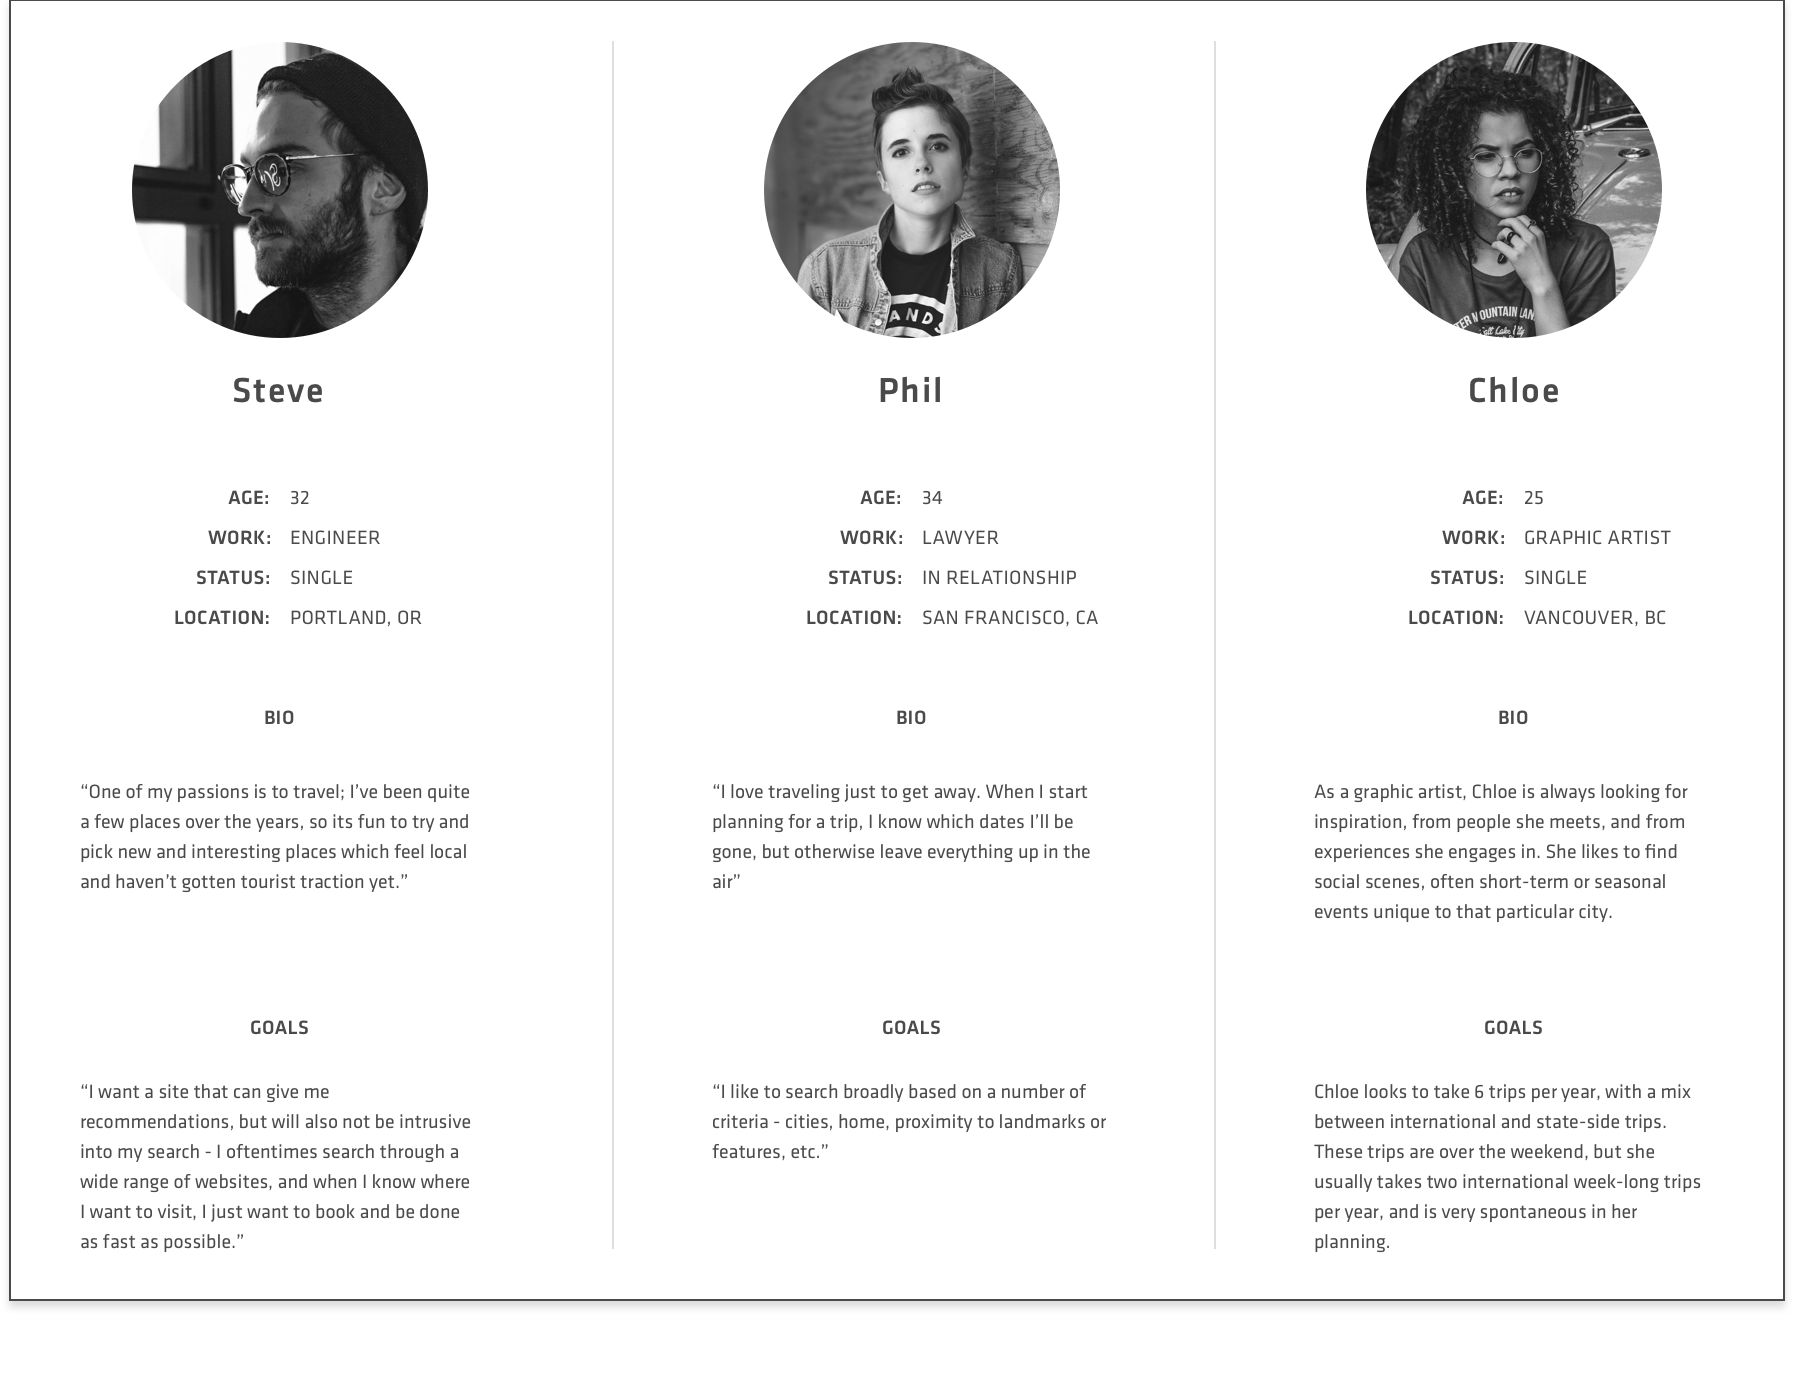 ANDS
TER MOUNTAIN LAN
Salt Lake City
Steve
AGE: 32
WORK: ENGINEER
STATUS: SINGLE
LOCATION: PORTLAND, OR
BIO
“One of my passions is to travel; I’ve been quite
a few places over the years, so its fun to try and
pick new and interesting places which feel local
and haven’t gotten tourist traction yet.”
GOALS
“I want a site that can give me
recommendations, but will also not be intrusive
into my search - I oftentimes search through a
wide range of websites, and when I know where
I want to visit, I just want to book and be done
as fast as possible.”
Phil
AGE: 34
WORK: LAWYER
STATUS: IN RELATIONSHIP
LOCATION: SAN FRANCISCO, CA
BIO
“I love traveling just to get away. When I start
planning for a trip, I know which dates I’ll be
gone, but otherwise leave everything up in the
air”
GOALS
“I like to search broadly based on a number of
criteria - cities, home, proximity to landmarks or
features, etc.”
Chloe
AGE: 25
WORK: GRAPHIC ARTIST
STATUS: SINGLE
LOCATION: VANCOUVER, BC
BIO
As a graphic artist, Chloe is always looking for
inspiration, from people she meets, and from
experiences she engages in. She likes to find
social scenes, often short-term or seasonal
events unique to that particular city.
GOALS
Chloe looks to take 6 trips per year, with a mix
between international and state-side trips.
These trips are over the weekend, but she
usually takes two international week-long trips
per year, and is very spontaneous in her
planning.